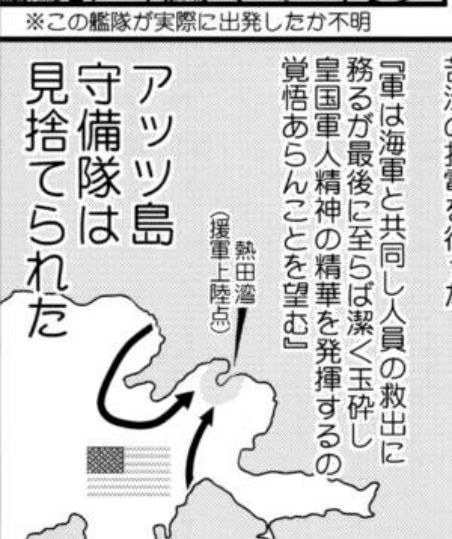 ※この艦隊が実際に出発したか不明
『軍は海軍と共同し人員の救出に
務るが最後に至らば潔く玉砕し
皇国軍人精神の精華を発揮するの
覚悟あらんことを望む』
熱田湾
(援軍上陸点)
アッツ島
守備隊は
見捨てられた